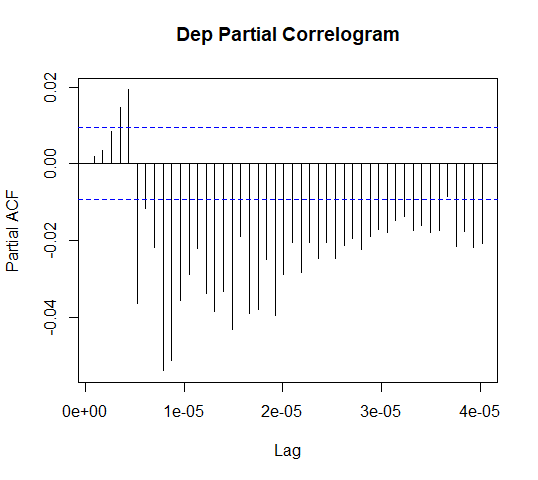 Dep Partial Correlogram
Partial ACF
0.02
0.00
-0.02
-0.04
0e+00 1e-05 2e-05 3e-05 4e-05
Lag